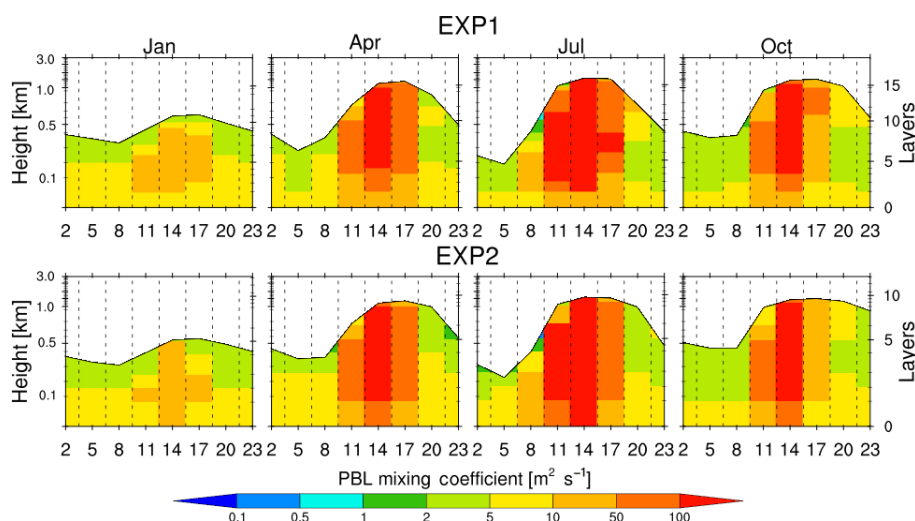 EXP1
Jan Apr Jul Oct
3.0
1.0
0.5
0.1
Height [km]
15
10
5
0
Layers
2 5 8 11 14 17 20 23 2 5 8 11 14 17 20 23 2 5 8 11 14 17 20 23 2 5 8 11 14 17 20 23
EXP2
3.0
1.0
0.5
0.1
Height [km]
10
5
0
Layers
2 5 8 11 14 17 20 23 2 5 8 11 14 17 20 23 2 5 8 11 14 17 20 23 2 5 8 11 14 17 20 23
PBL mixing coefficient [m² s⁻¹]
0.1 0.5 1 2 5 10 50 100